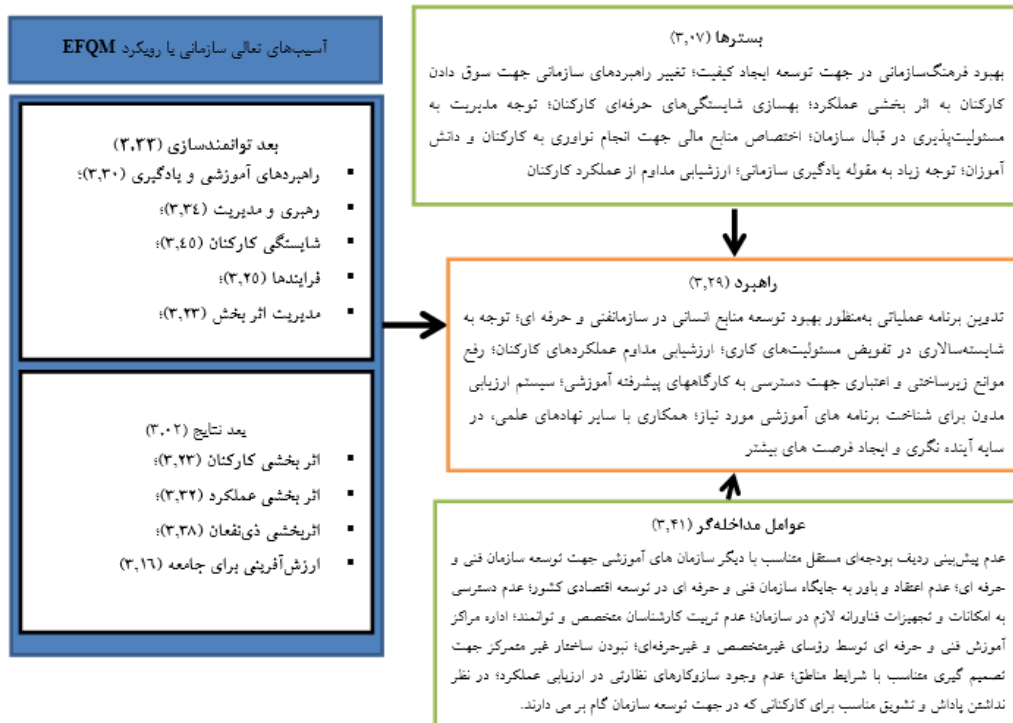 آسیب‌های تعالی سازمانی با رویکرد EFQM
بعد توانمندسازی (۳,۳۳)
▪ راهبردهای آموزشی و یادگیری (۳,۳۰)؛
▪ رهبری و مدیریت (۳,۳٤)؛
▪ شایستگی کارکنان (۳,٤٥)؛
▪ فرایندها (۳,۲٥)؛
▪ مدیریت اثر بخش (۳,۲۳)؛
بعد نتایج (۳,۰۲)
▪ اثر بخشی کارکنان (۳,۲۳)؛
▪ اثر بخشی عملکرد (۳,۳۲)؛
▪ اثربخشی ذی‌نفعان (۳,۳۸)؛
▪ ارزش‌آفرینی برای جامعه (۳,۱٦)
بسترها (۳,۰۷)
بهبود فرهنگ‌سازمانی در جهت توسعه ایجاد کیفیت؛ تغییر راهبردهای سازمانی جهت سوق دادن
کارکنان به اثر بخشی عملکرد؛ بهسازی شایستگی‌های حرفه‌ای کارکنان؛ توجه مدیریت به
مسئولیت‌پذیری در قبال سازمان؛ اختصاص منابع مالی جهت انجام نواوری به کارکنان و دانش
آموزان؛ توجه زیاد به مقوله یادگیری سازمانی؛ ارزشیابی مداوم از عملکرد کارکنان
راهبرد (۳,۲۹)
تدوین برنامه عملیاتی به‌منظور بهبود توسعه منابع انسانی در سازمانفنی و حرفه ای؛ توجه به
شایسته‌سالاری در تفویض مسئولیت‌های کاری؛ ارزشیابی مداوم عملکردهای کارکنان؛ رفع
موانع زیرساختی و اعتباری جهت دسترسی به کارگاههای پیشرفته آموزشی؛ سیستم ارزیابی
مدون برای شناخت برنامه های آموزشی مورد نیاز؛ همکاری با سایر نهادهای علمی، در
سایه آینده نگری و ایجاد فرصت های بیشتر
عوامل مداخله‌گر (۳,۴۱)
عدم پیش‌بینی ردیف بودجه‌ای مستقل متناسب با دیگر سازمان های آموزشی جهت توسعه سازمان فنی و
حرفه ای؛ عدم اعتقاد و باور به جایگاه سازمان فنی و حرفه ای در توسعه اقتصادی کشور؛ عدم دسترسی
به امکانات و تجهیزات فناورانه لازم در سازمان؛ عدم تربیت کارشناسان متخصص و توانمند؛ اداره مراکز
آموزش فنی و حرفه ای توسط رؤسای غیرمتخصص و غیرحرفه‌ای؛ نبودن ساختار غیر متمرکز جهت
تصمیم گیری متناسب با شرایط مناطق؛ عدم وجود سازوکارهای نظارتی در ارزیابی عملکرد؛ در نظر
نداشتن پاداش و تشویق مناسب برای کارکنانی که در جهت توسعه سازمان گام بر می دارند.